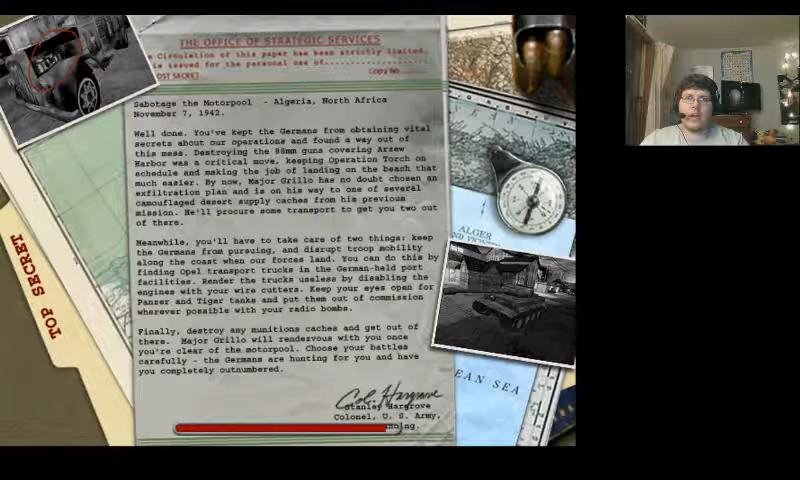 THE OFFICE OF STRATEGIC SERVICES
Circulation of this paper has been strictly limited.
is issued for the personal use of
OST SECRET
Copy No
Sabotage the Motorpool - Algeria, North Africa
November 7, 1942.
Well done. You've kept the Germans from obtaining vital
secrets about our operations and found a way out of
this mess. Destroying the 88mm guns covering Arzew
Harbor was a critical move, keeping Operation Torch on
schedule and making the job of landing on the beach that
much easier. By now, Major Grillo has no doubt chosen an
exfiltration plan and is on his way to one of several
camouflaged desert supply caches from his previous
mission. He'll procure some transport to get you two out
of there.
Meanwhile, you'll have to take care of two things: keep
the Germans from pursuing, and disrupt troop mobility
along the coast when our forces land. You can do this by
finding Opel transport trucks in the German-held port
facilities. Render the trucks useless by disabling the
engines with your wire cutters. Keep your eyes open for
Panzer and Tiger tanks and put them out of commission
wherever possible with your radio bombs.
Finally, destroy any munitions caches and get out of
there. Major Grillo will rendezvous with you once
you're clear of the motorpool. Choose your battles
carefully - the Germans are hunting for you and have
you completely outnumbered.
Col. Hargrove
Stanley Hargrove
Colonel, U. S. Army,
TOP SECRET
ALGER
EAN SEA